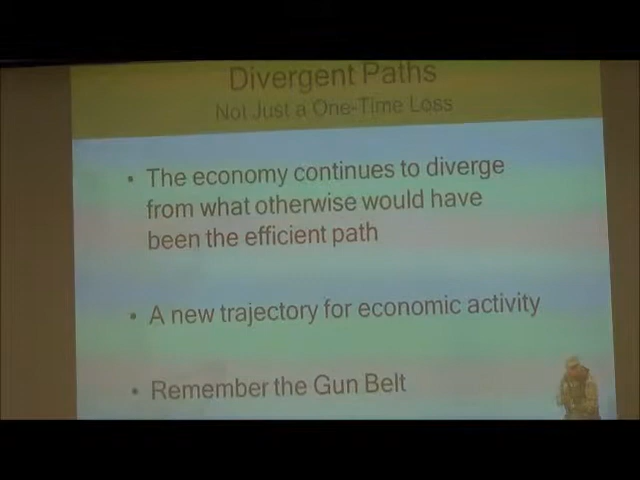 Divergent Paths
Not Just a One-Time Loss
• The economy continues to diverge
from what otherwise would have
been the efficient path
• A new trajectory for economic activity
• Remember the Gun Belt